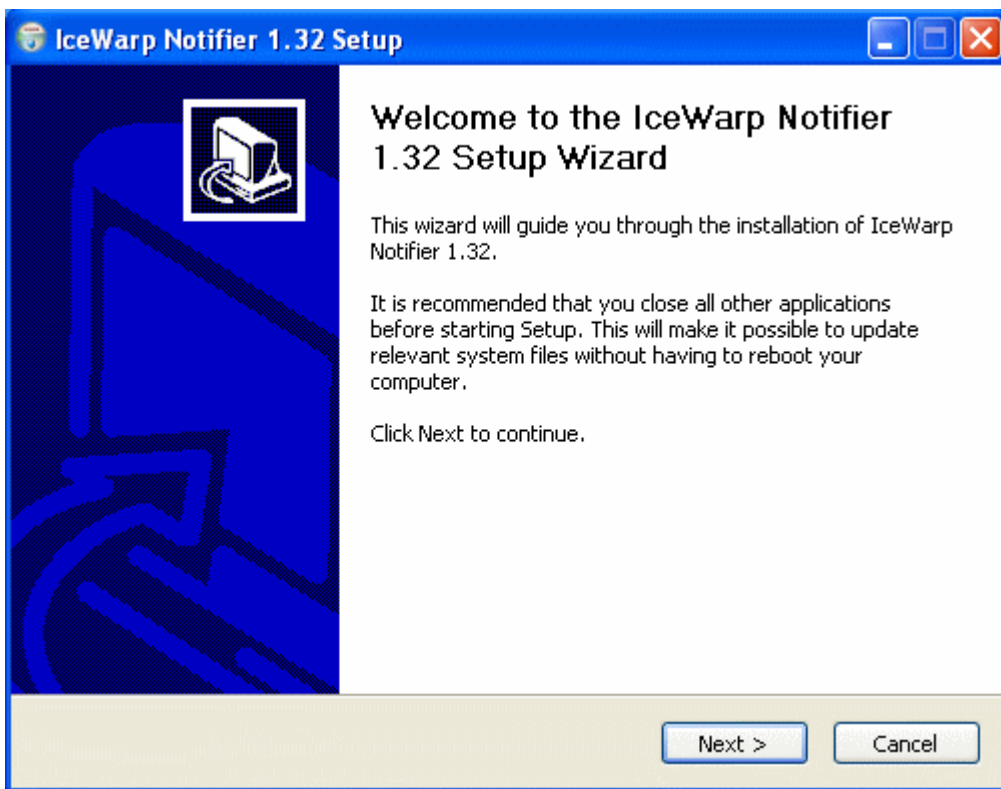 IceWarp Notifier 1.32 Setup
Welcome to the IceWarp Notifier
1.32 Setup Wizard
This wizard will guide you through the installation of IceWarp
Notifier 1.32.
It is recommended that you close all other applications
before starting Setup. This will make it possible to update
relevant system files without having to reboot your
computer.
Click Next to continue.
Next >
Cancel